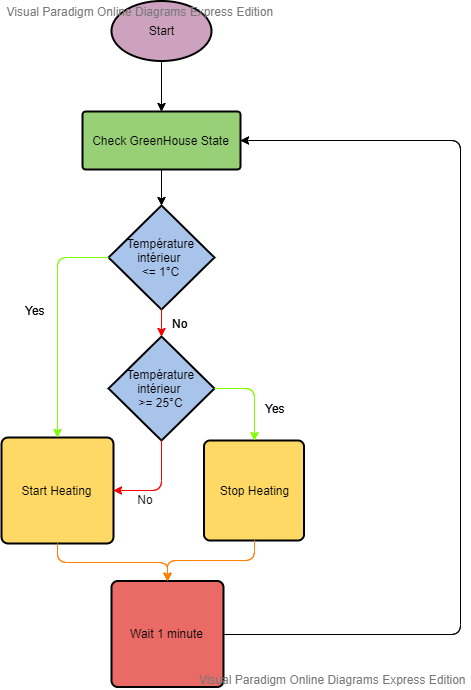 Visual Paradigm Online Diagrams Express Edition
Start
Check GreenHouse State
Température
intérieur
<= 1°C
Yes
No
Température
intérieur
>= 25°C
Yes
Start Heating
No
Stop Heating
Wait 1 minute
Visual Paradigm Online Diagrams Express Edition